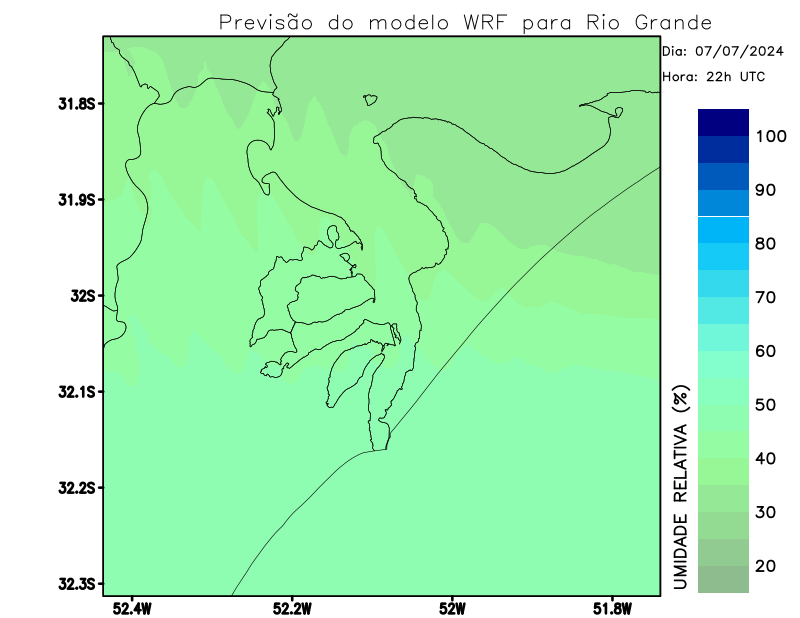 Previsão do modelo WRF para Rio Grande
Dia: 07/07/2024
Hora: 22h UTC
31.8S
31.9S
32S
32.1S
32.2S
32.3S
52.4W
52.2W
52W
51.8W
UMIDADE RELATIVA (%)
100
90
80
70
60
50
40
30
20